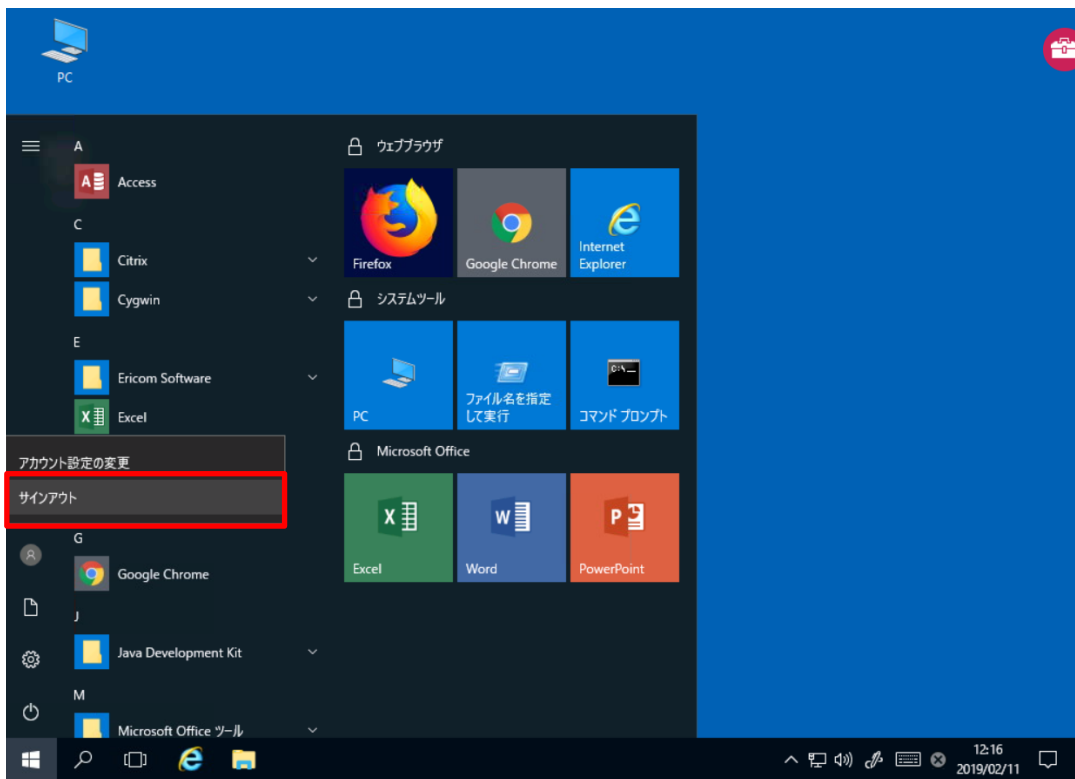 PC
A
Access
C
Citrix
Cygwin
E
Ericom Software
Excel
アカウント設定の変更
サインアウト
G
Google Chrome
J
Java Development Kit
M
Microsoft Office ツール
ウェブブラウザ
Firefox
Google Chrome
Internet
Explorer
システムツール
PC
ファイル名を指定
して実行
C:\_
コマンド プロンプト
Microsoft Office
Excel
Word
PowerPoint
12:16
2019/02/11